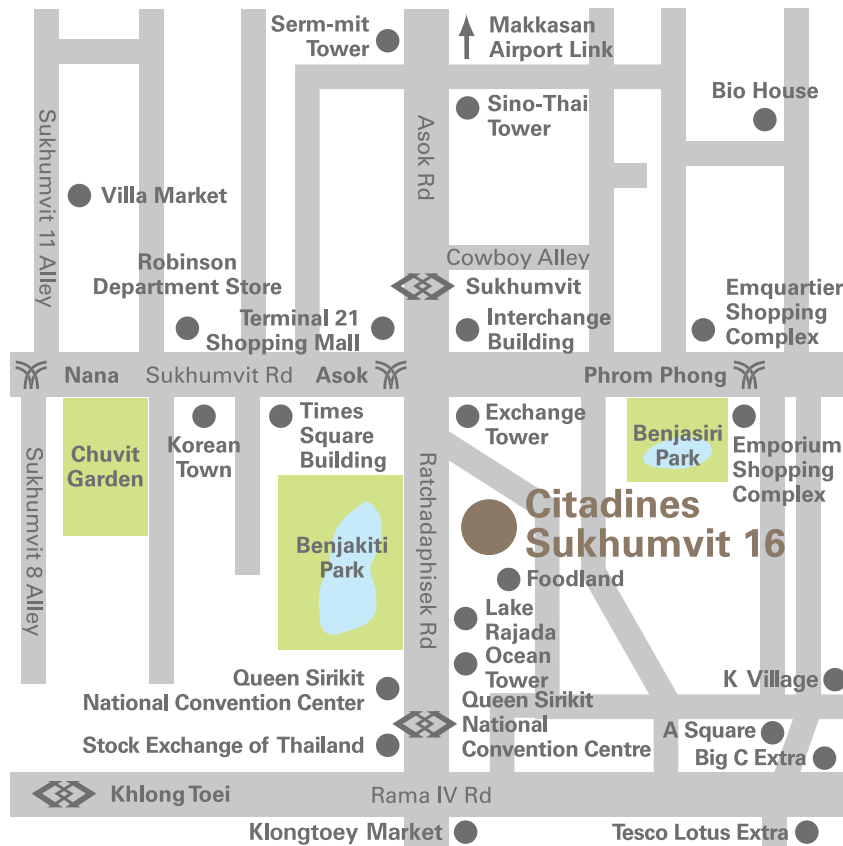 Serm-mit
Tower
Makkasan
Airport Link
Bio House
Sino-Thai
Tower
Sukhumvit 11 Alley
Asok Rd
Villa Market
Cowboy Alley
Robinson
Department Store
Sukhumvit
Emquartier
Shopping
Complex
Terminal 21
Shopping Mall
Interchange
Building
Nana
Sukhumvit Rd
Asok
Phrom Phong
Times
Square
Building
Korean
Town
Exchange
Tower
Benjasiri
Park
Emporium
Shopping
Complex
Chuvit
Garden
Sukhumvit 8 Alley
Ratchadaphisek Rd
Citadines
Sukhumvit 16
Benjakiti
Park
Foodland
Lake
Rajada
Ocean
Tower
Queen Sirikit
National Convention Center
K Village
Queen Sirikit
National
Convention Centre
A Square
Stock Exchange of Thailand
Big C Extra
Khlong Toei
Rama IV Rd
Klongtoey Market
Tesco Lotus Extra